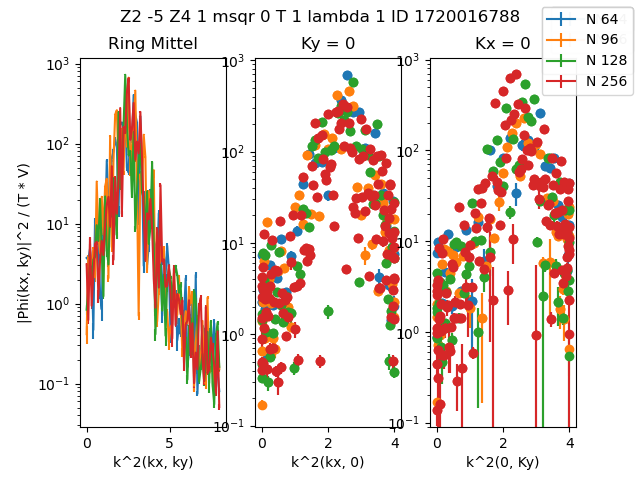 Z2 -5 Z4 1 msqr 0 T 1 lambda 1 ID 1720016788
N 64
N 96
N 128
N 256
Ring Mittel
Ky = 0
Kx = 0
|Phi(kx, ky)|^2 / (T * V)
10^3
10^2
10^1
10^0
10^-1
0
5
k^2(kx, ky)
10^3
10^2
10^1
10^0
10^-1
0
2
4
k^2(kx, 0)
10^3
10^2
10^1
10^0
10^-1
0
2
4
k^2(0, Ky)